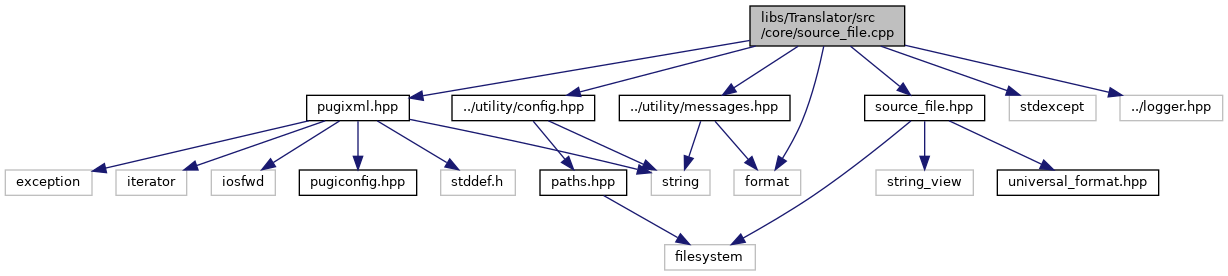 libs/Translator/src
/core/source_file.cpp
pugixml.hpp
../utility/config.hpp
../utility/messages.hpp
source_file.hpp
stdexcept
../logger.hpp
exception
iterator
iosfwd
pugiconfig.hpp
stddef.h
paths.hpp
string
format
string_view
universal_format.hpp
filesystem